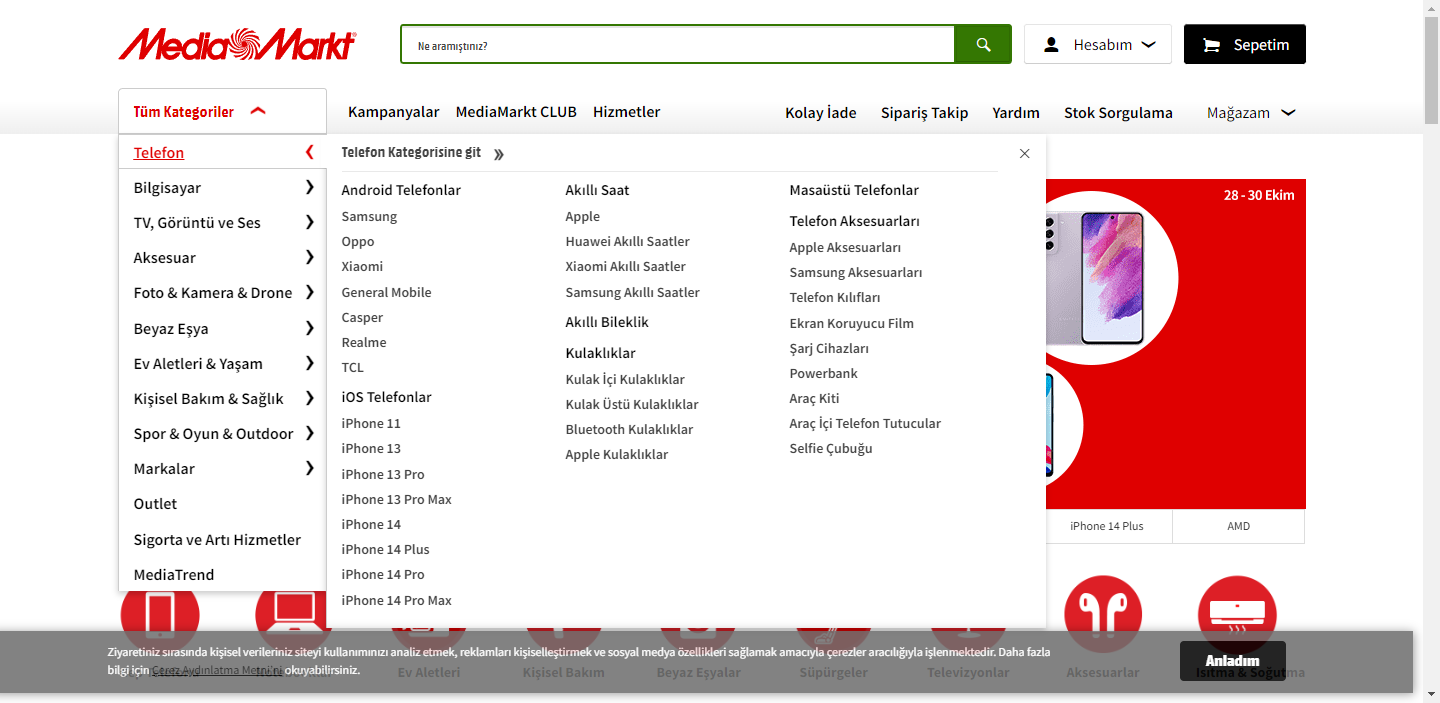 MediaMarkt
Ne aramıştınız?
Hesabım
Sepetim
Tüm Kategoriler
Kampanyalar
MediaMarkt CLUB
Hizmetler
Kolay İade
Sipariş Takip
Yardım
Stok Sorgulama
Mağazam
Telefon
Bilgisayar
TV, Görüntü ve Ses
Aksesuar
Foto & Kamera & Drone
Beyaz Eşya
Ev Aletleri & Yaşam
Kişisel Bakım & Sağlık
Spor & Oyun & Outdoor
Markalar
Outlet
Sigorta ve Artı Hizmetler
MediaTrend
Telefon Kategorisine git
Android Telefonlar
Samsung
Oppo
Xiaomi
General Mobile
Casper
Realme
TCL
iOS Telefonlar
iPhone 11
iPhone 13
iPhone 13 Pro
iPhone 13 Pro Max
iPhone 14
iPhone 14 Plus
iPhone 14 Pro
iPhone 14 Pro Max
Akıllı Saat
Apple
Huawei Akıllı Saatler
Xiaomi Akıllı Saatler
Samsung Akıllı Saatler
Akıllı Bileklik
Kulaklıklar
Kulak İçi Kulaklıklar
Kulak Üstü Kulaklıklar
Bluetooth Kulaklıklar
Apple Kulaklıklar
Masaüstü Telefonlar
Telefon Aksesuarları
Apple Aksesuarları
Samsung Aksesuarları
Telefon Kılıfları
Ekran Koruyucu Film
Şarj Cihazları
Powerbank
Araç Kiti
Araç İçi Telefon Tutucular
Selfie Çubuğu
28 - 30 Ekim
iPhone 14 Plus
AMD
Ziyaretiniz sırasında kişisel verileriniz siteyi kullanımınızı analiz etmek, reklamları kişiselleştirmek ve sosyal medya özellikleri sağlamak amacıyla çerezler aracılığıyla işlenmektedir. Daha fazla
bilgi için Çerez Aydınlatma Metni'ni okuyabilirsiniz.
Anladım
Ev Aletleri
Kişisel Bakım
Beyaz Eşyalar
Süpürgeler
Televizyonlar
Aksesuarlar
Isıtma & Soğutma